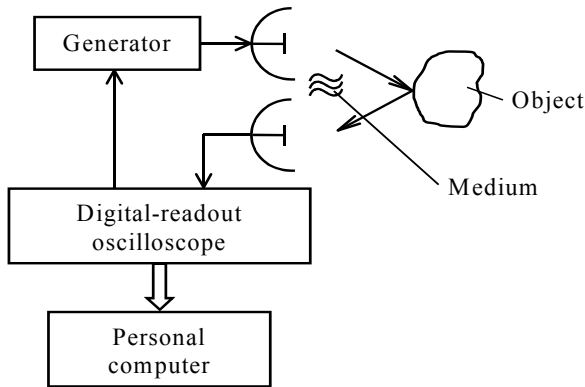 Generator
Object
Medium
Digital-readout
oscilloscope
Personal
computer